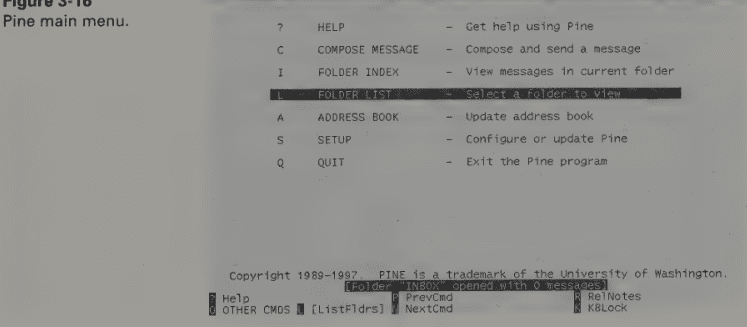 Figure 3-16
Pine main menu.
? HELP - Get help using Pine
C COMPOSE MESSAGE - Compose and send a message
I FOLDER INDEX - View messages in current folder
L FOLDER LIST - Select a folder to view
A ADDRESS BOOK - Update address book
S SETUP - Configure or update Pine
Q QUIT - Exit the Pine program
Copyright 1989-1997. PINE is a trademark of the University of Washington.
[Folder "INBOX" opened with 0 messages]
? Help P PrevCmd R RelNotes
O OTHER CMDS L [ListFldrs] N NextCmd K KBLock